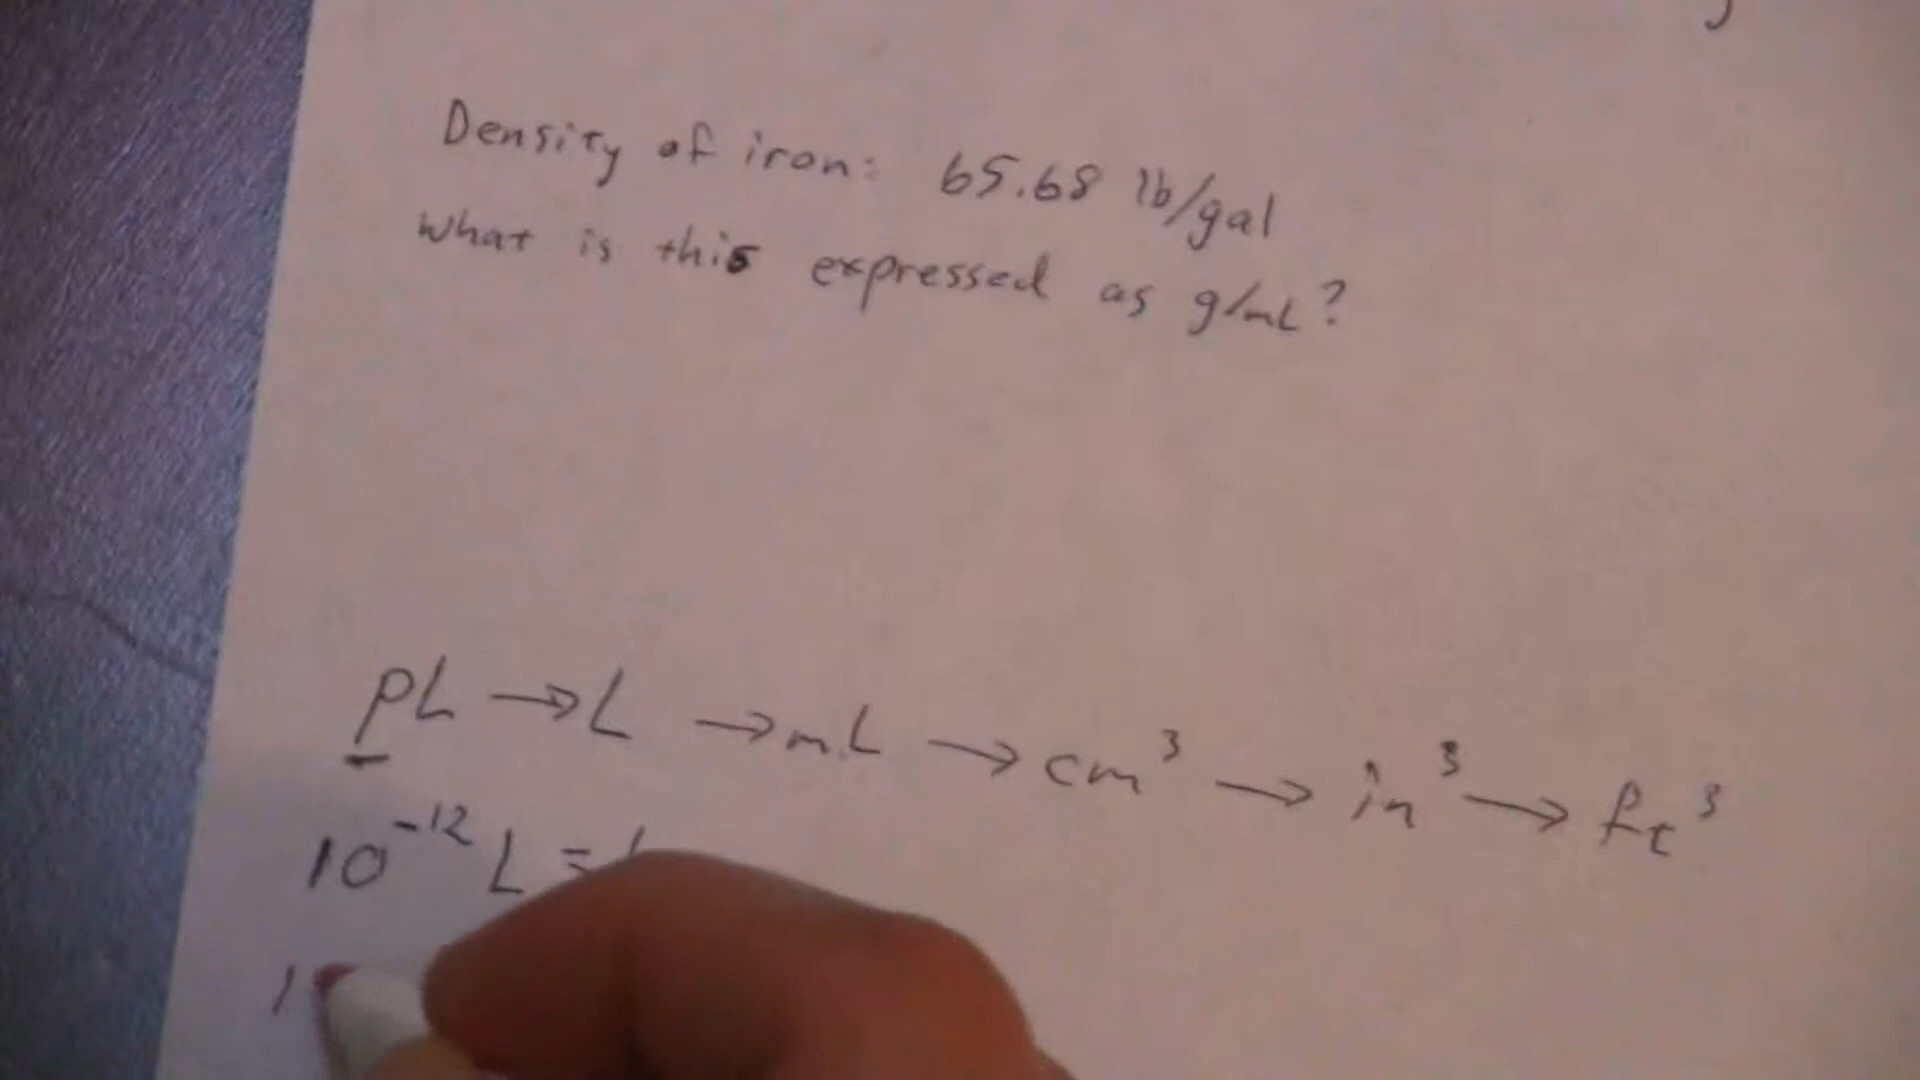 Density of iron: 65.68 lb/gal
What is this expressed as g/mL?
pL → L → mL → cm³ → in³ → ft³
10⁻¹² L =
1